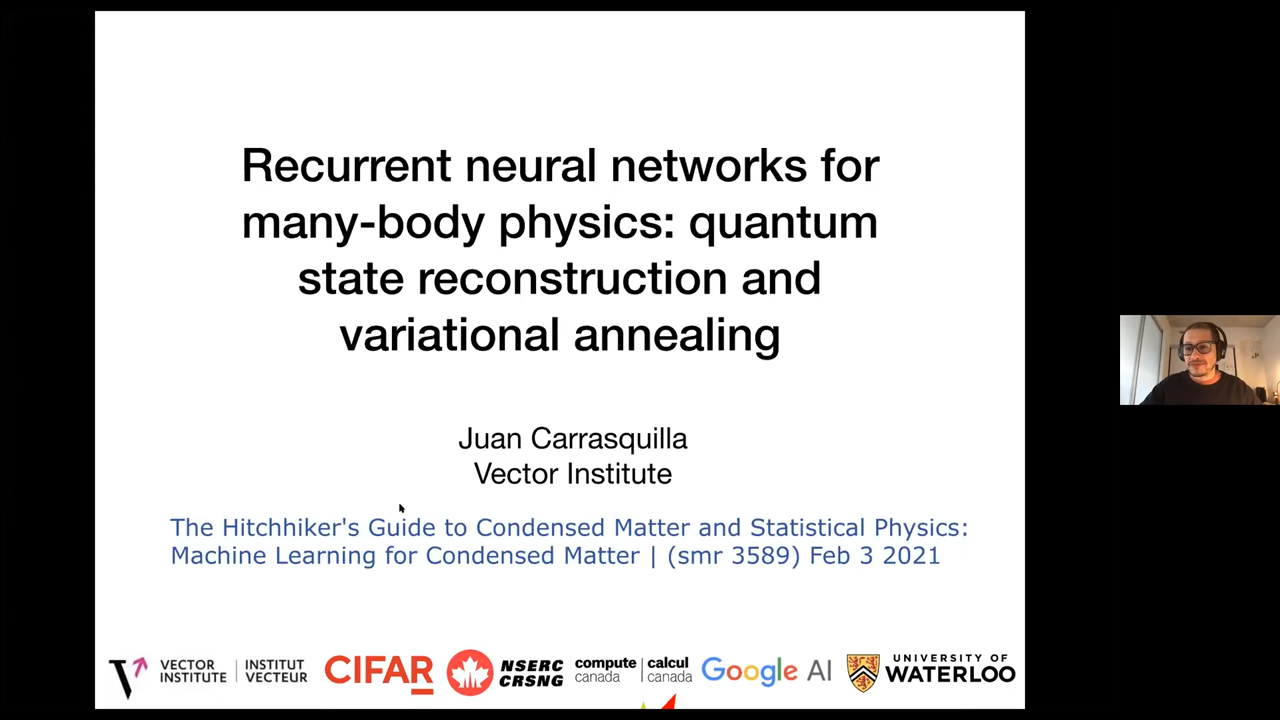 Recurrent neural networks for
many-body physics: quantum
state reconstruction and
variational annealing
Juan Carrasquilla
Vector Institute
The Hitchhiker's Guide to Condensed Matter and Statistical Physics:
Machine Learning for Condensed Matter | (smr 3589) Feb 3 2021
VECTOR INSTITUTE | INSTITUT VECTEUR
CIFAR
NSERC
CRSNG
compute canada | calcul canada
Google AI
UNIVERSITY OF
WATERLOO